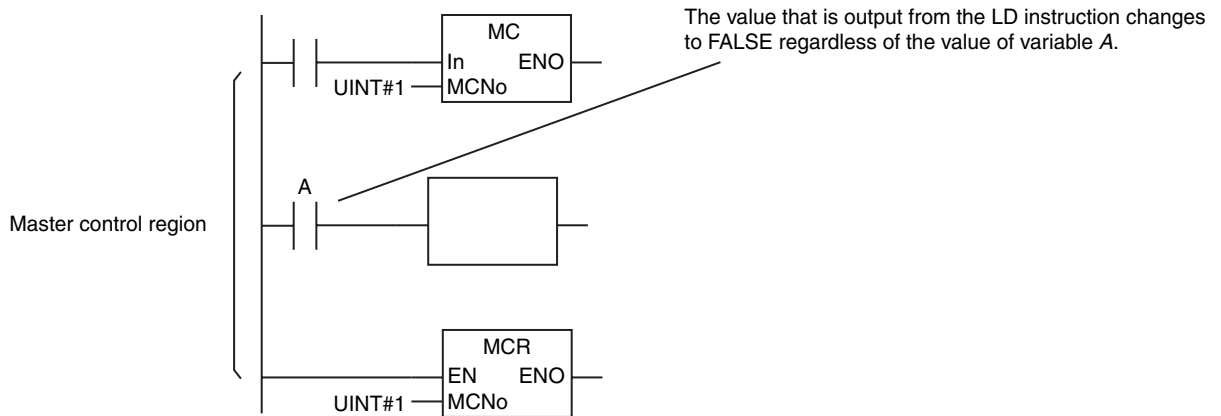 The value that is output from the LD instruction changes
to FALSE regardless of the value of variable A.
MC
In ENO
UINT#1 MCNo
A
Master control region
MCR
EN ENO
UINT#1 MCNo